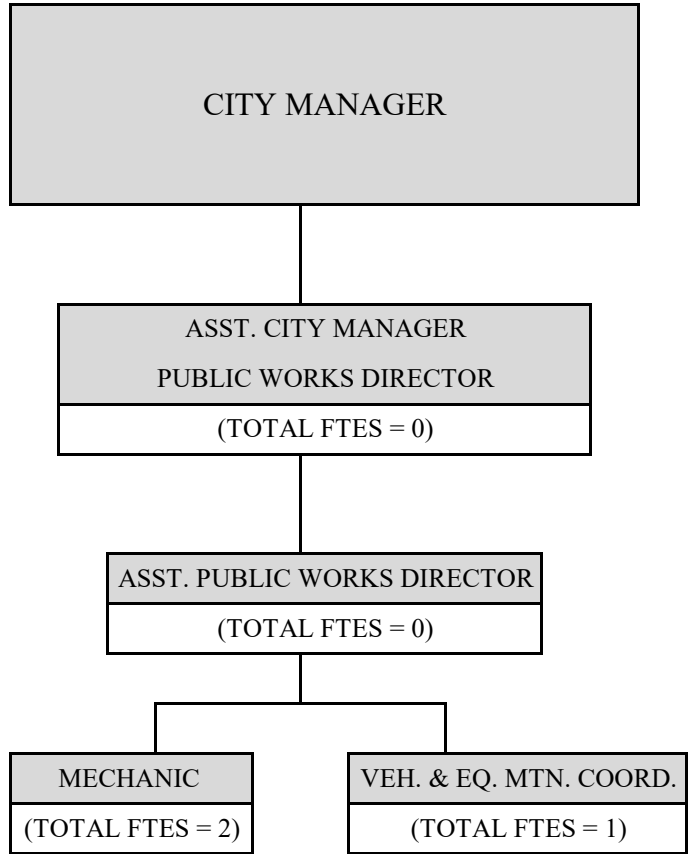 CITY MANAGER
ASST. CITY MANAGER
PUBLIC WORKS DIRECTOR
(TOTAL FTES = 0)
ASST. PUBLIC WORKS DIRECTOR
(TOTAL FTES = 0)
MECHANIC
(TOTAL FTES = 2)
VEH. & EQ. MTN. COORD.
(TOTAL FTES = 1)